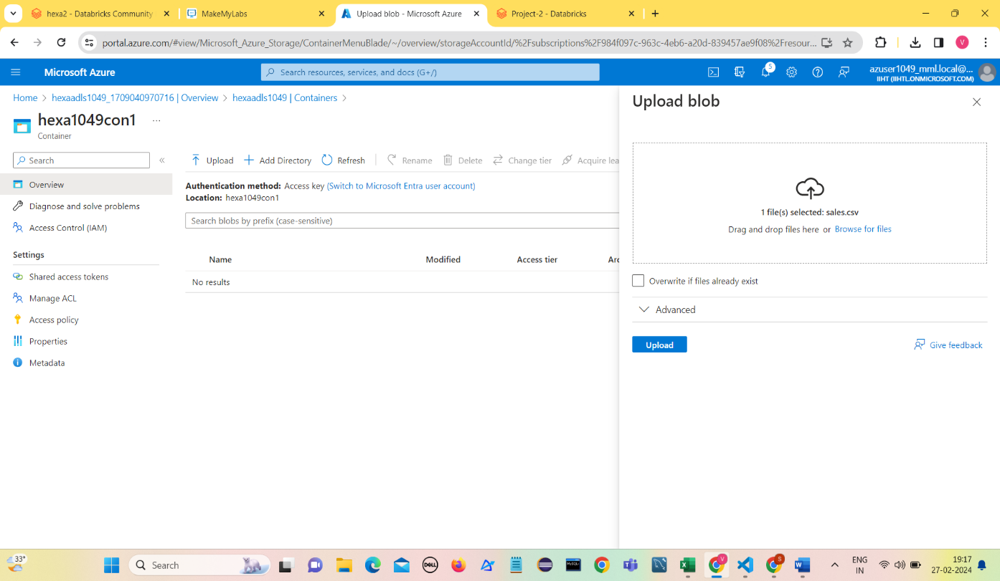 hexa2 - Databricks Community
MakeMyLabs
Upload blob - Microsoft Azure
Project-2 - Databricks
portal.azure.com/#view/Microsoft_Azure_Storage/ContainerMenuBlade/~/overview/storageAccountId/%2Fsubscriptions%2F984f097c-963c-4eb6-a20d-839457ae9f08%2Fresour...
V
Microsoft Azure
Search resources, services, and docs (G+/)
5
azuser1049_mml.local@...
IIHT (IIHTL.ONMICROSOFT.COM)
Home > hexaadls1049_1709040970716 | Overview > hexaadls1049 | Containers >
hexa1049con1 ...
Container
Search
«
Overview
Diagnose and solve problems
Access Control (IAM)
Settings
Shared access tokens
Manage ACL
Access policy
Properties
Metadata
Upload
Add Directory
Refresh
Rename
Delete
Change tier
Acquire lea
Authentication method: Access key (Switch to Microsoft Entra user account)
Location: hexa1049con1
Search blobs by prefix (case-sensitive)
Name Modified Access tier Arc
No results
Upload blob
1 file(s) selected: sales.csv
Drag and drop files here or Browse for files
Overwrite if files already exist
Advanced
Upload
Give feedback
33°
Search
DELL
MySQL
V
S
ENG
IN
19:17
27-02-2024